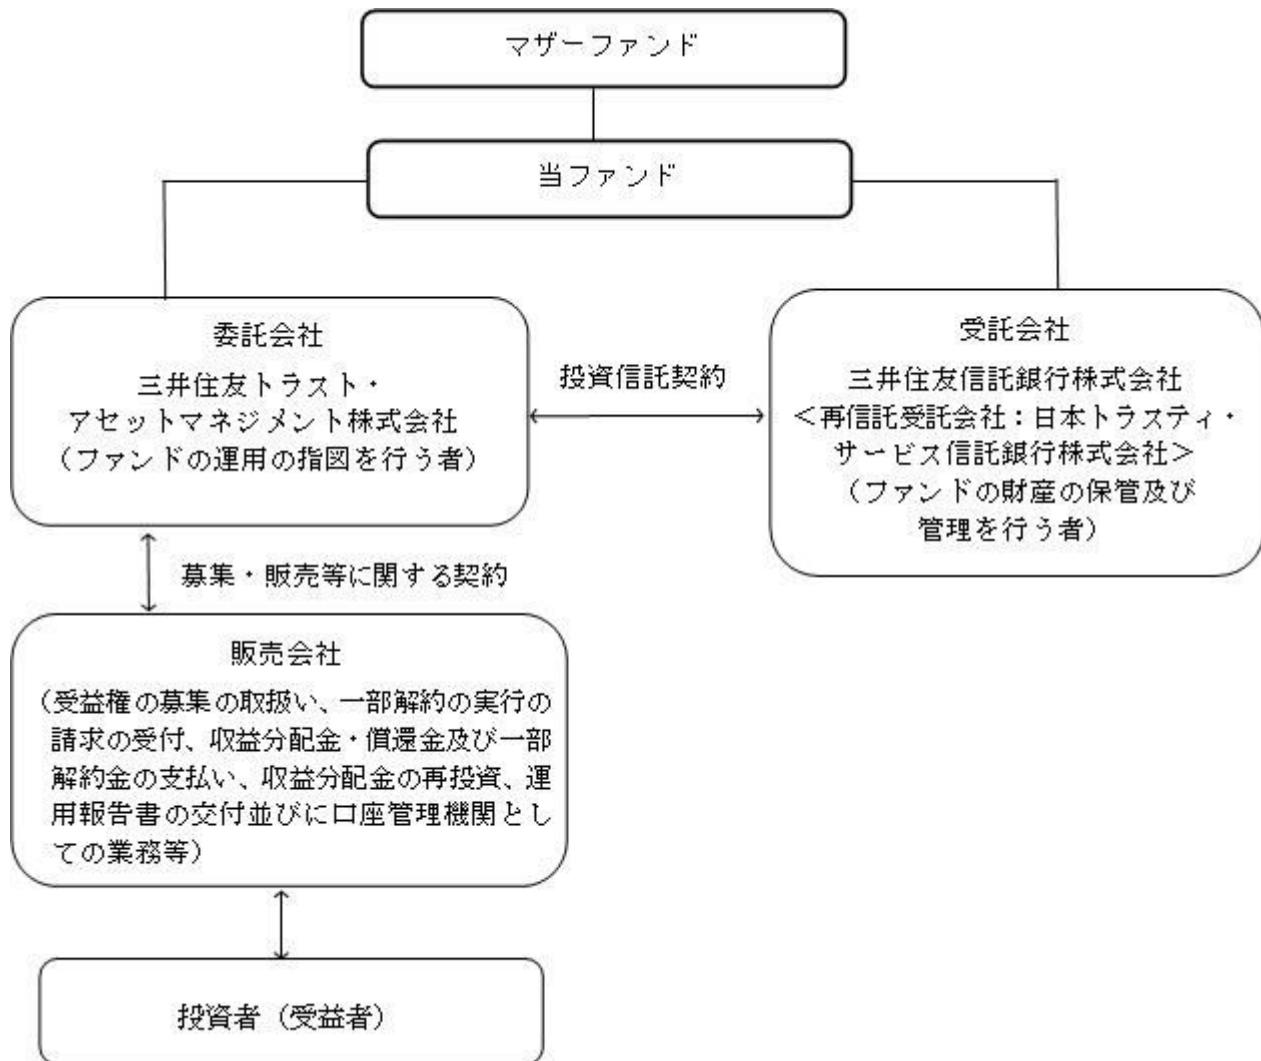 マザーファンド
当ファンド
委託会社
三井住友トラスト・
アセットマネジメント株式会社
（ファンドの運用の指図を行う者）
投資信託契約
受託会社
三井住友信託銀行株式会社
＜再信託受託会社：日本トラスティ・
サービス信託銀行株式会社＞
（ファンドの財産の保管及び
管理を行う者）
募集・販売等に関する契約
販売会社
（受益権の募集の取扱い、一部解約の実行の
請求の受付、収益分配金・償還金及び一部
解約金の支払い、収益分配金の再投資、運
用報告書の交付並びに口座管理機関とし
ての業務等）
投資者（受益者）